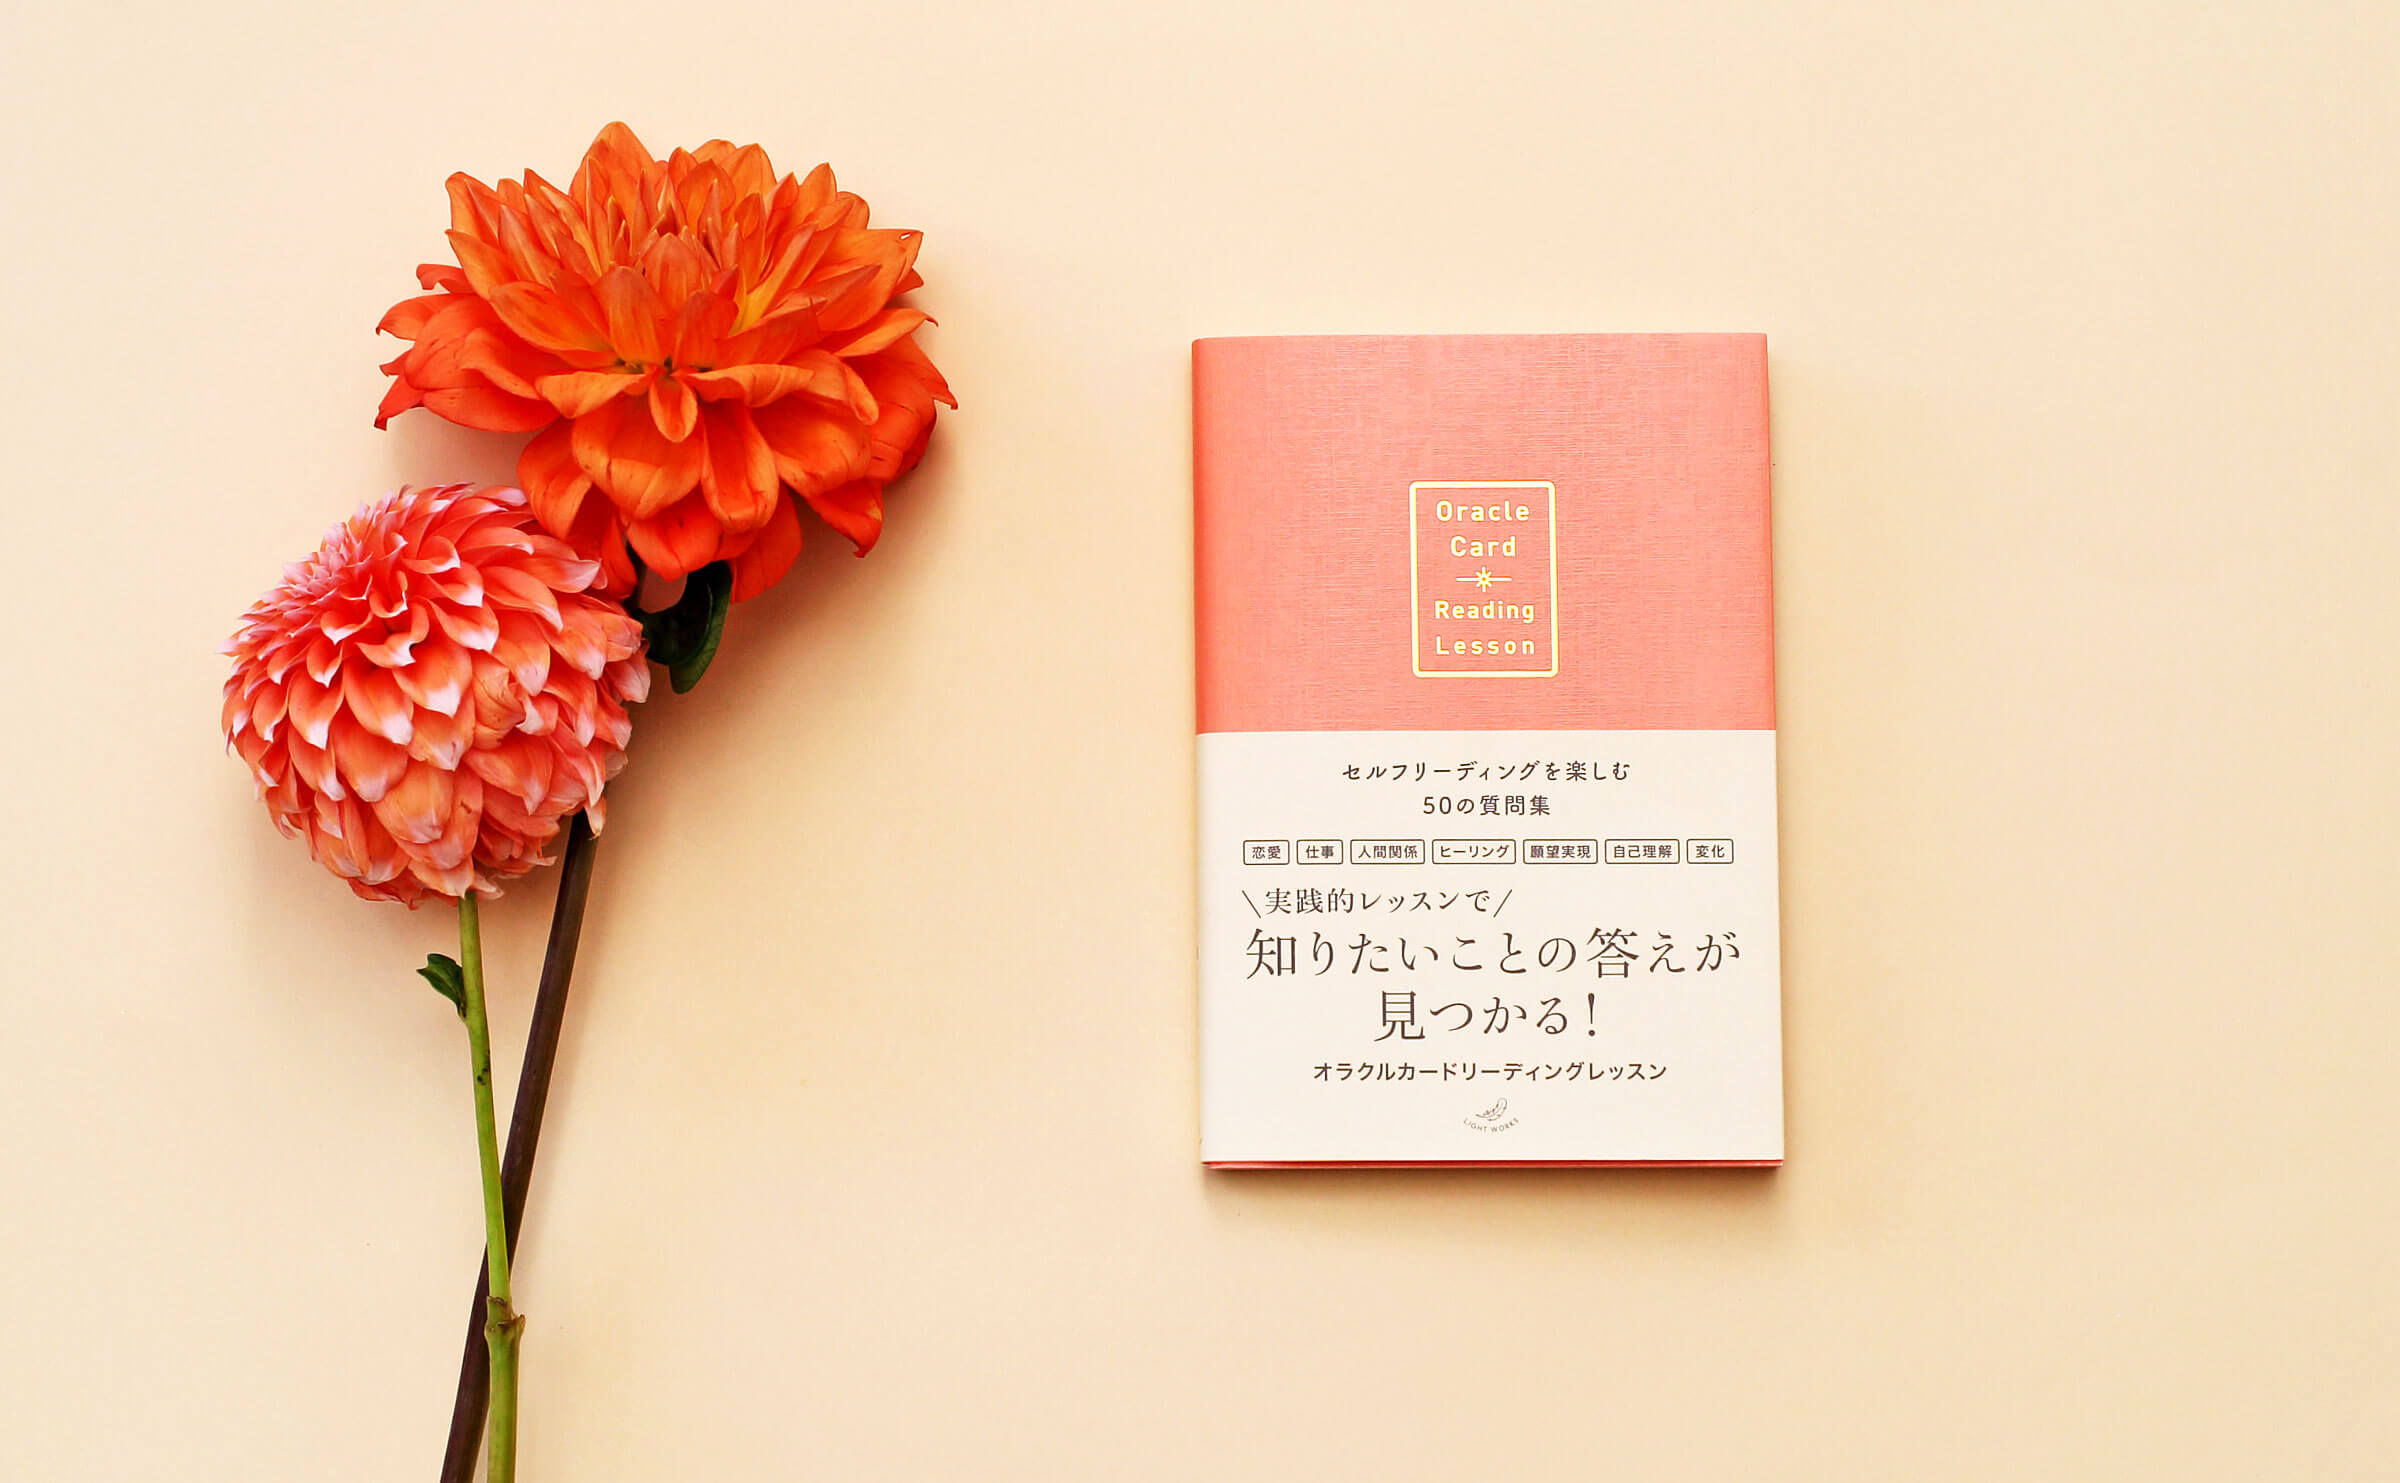 Oracle
Card
Reading
Lesson
セルフリーディングを楽しむ
50の質問集
恋愛 仕事 人間関係 ヒーリング 願望実現 自己理解 変化
\実践的レッスンで/
知りたいことの答えが
見つかる!
オラクルカードリーディングレッスン
LIGHT WORKS